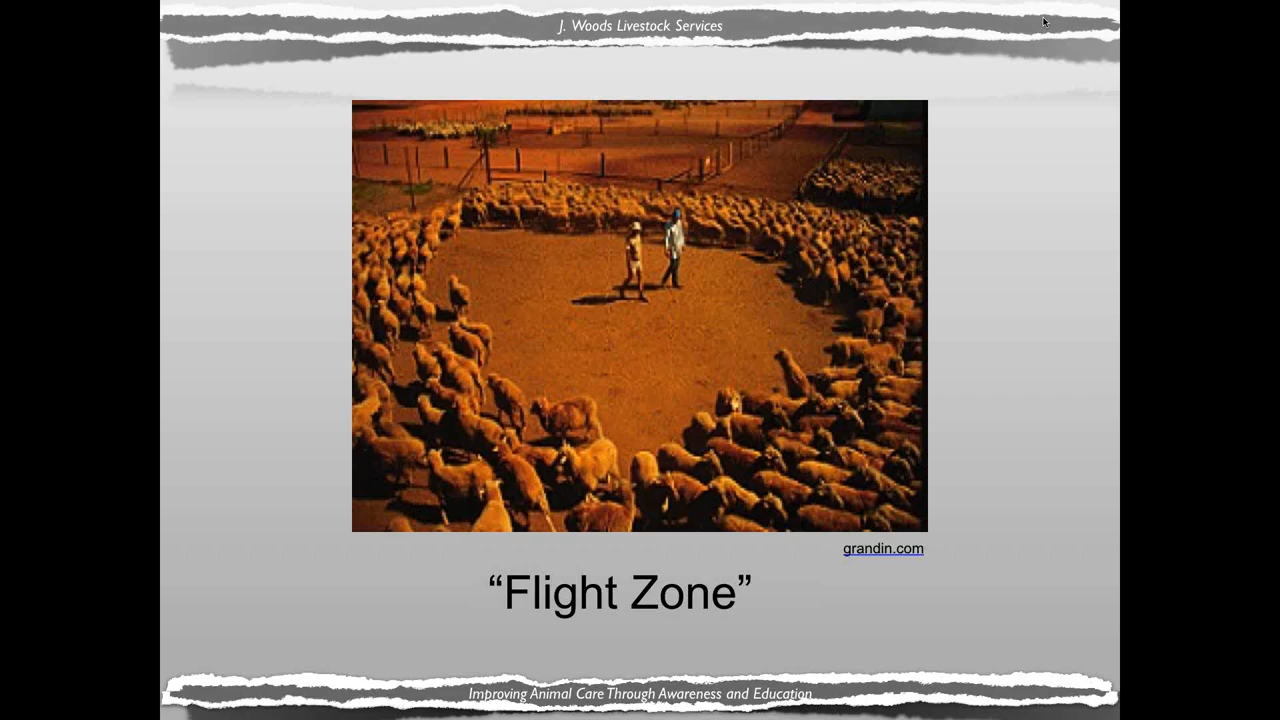 J. Woods Livestock Services
grandin.com
“Flight Zone”
Improving Animal Care Through Awareness and Education